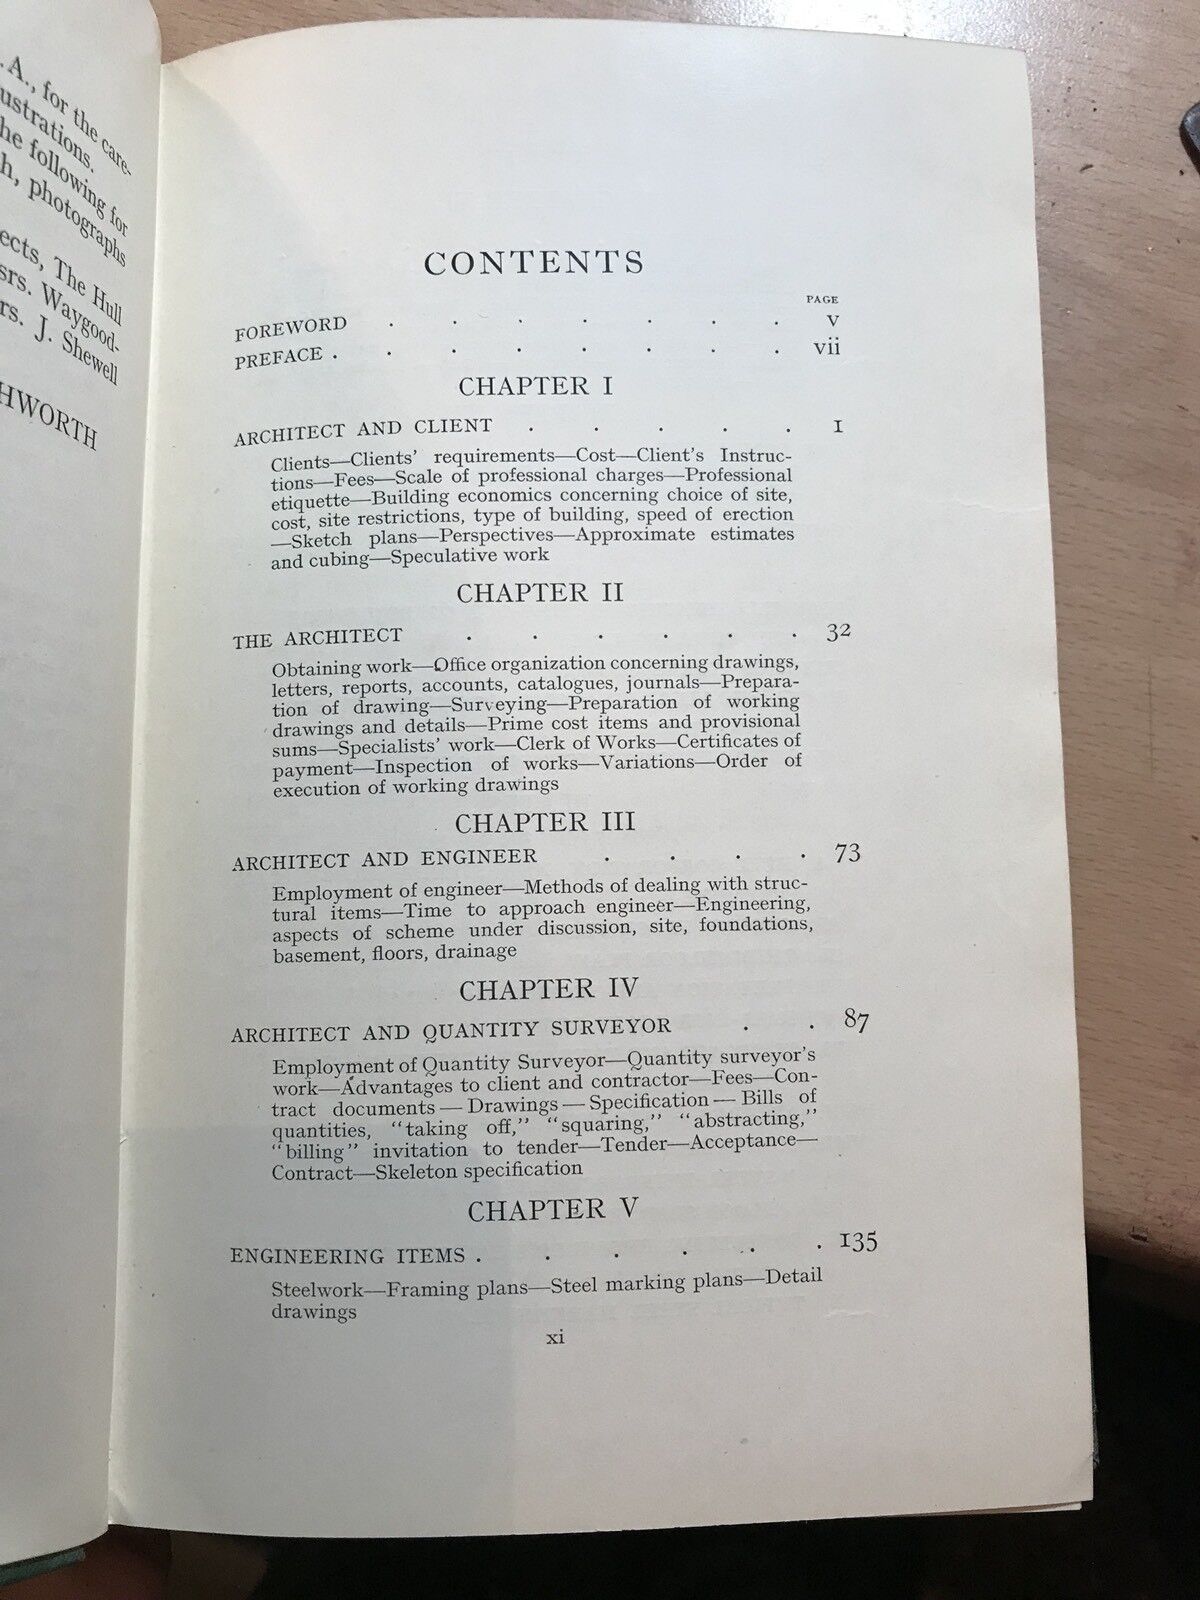 .A., for the care-
ustrations.
he following for
h, photographs
ects, The Hull
srs. Waygood-
rs. J. Shewell
HWORTH
CONTENTS
PAGE
FOREWORD . . . . . . . v
PREFACE . . . . . . . . vii
CHAPTER I
ARCHITECT AND CLIENT . . . . . 1
Clients—Clients' requirements—Cost—Client's Instruc-
tions—Fees—Scale of professional charges—Professional
etiquette—Building economics concerning choice of site,
cost, site restrictions, type of building, speed of erection
—Sketch plans—Perspectives—Approximate estimates
and cubing—Speculative work
CHAPTER II
THE ARCHITECT . . . . . . 32
Obtaining work—Office organization concerning drawings,
letters, reports, accounts, catalogues, journals—Prepara-
tion of drawing—Surveying—Preparation of working
drawings and details—Prime cost items and provisional
sums—Specialists' work—Clerk of Works—Certificates of
payment—Inspection of works—Variations—Order of
execution of working drawings
CHAPTER III
ARCHITECT AND ENGINEER . . . . 73
Employment of engineer—Methods of dealing with struc-
tural items—Time to approach engineer—Engineering,
aspects of scheme under discussion, site, foundations,
basement, floors, drainage
CHAPTER IV
ARCHITECT AND QUANTITY SURVEYOR . . 87
Employment of Quantity Surveyor—Quantity surveyor's
work—Advantages to client and contractor—Fees—Con-
tract documents — Drawings — Specification — Bills of
quantities, "taking off," "squaring," "abstracting,"
"billing" invitation to tender—Tender—Acceptance—
Contract—Skeleton specification
CHAPTER V
ENGINEERING ITEMS . . . . . . 135
Steelwork—Framing plans—Steel marking plans—Detail
drawings
xi